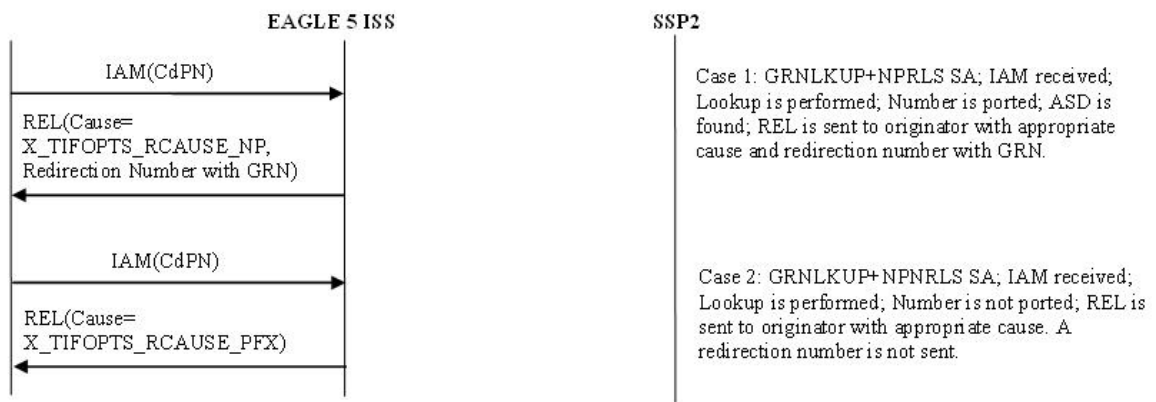 EAGLE 5 ISS
SSP2
IAM(CdPN)
REL(Cause=
X_TIFOPTS_RCAUSE_NP,
Redirection Number with GRN)
Case 1: GRNLKUP+NPRLS SA; IAM received;
Lookup is performed; Number is ported; ASD is
found; REL is sent to originator with appropriate
cause and redirection number with GRN.
IAM(CdPN)
REL(Cause=
X_TIFOPTS_RCAUSE_PFX)
Case 2: GRNLKUP+NPNRLS SA; IAM received;
Lookup is performed; Number is not ported; REL is
sent to originator with appropriate cause. A
redirection number is not sent.